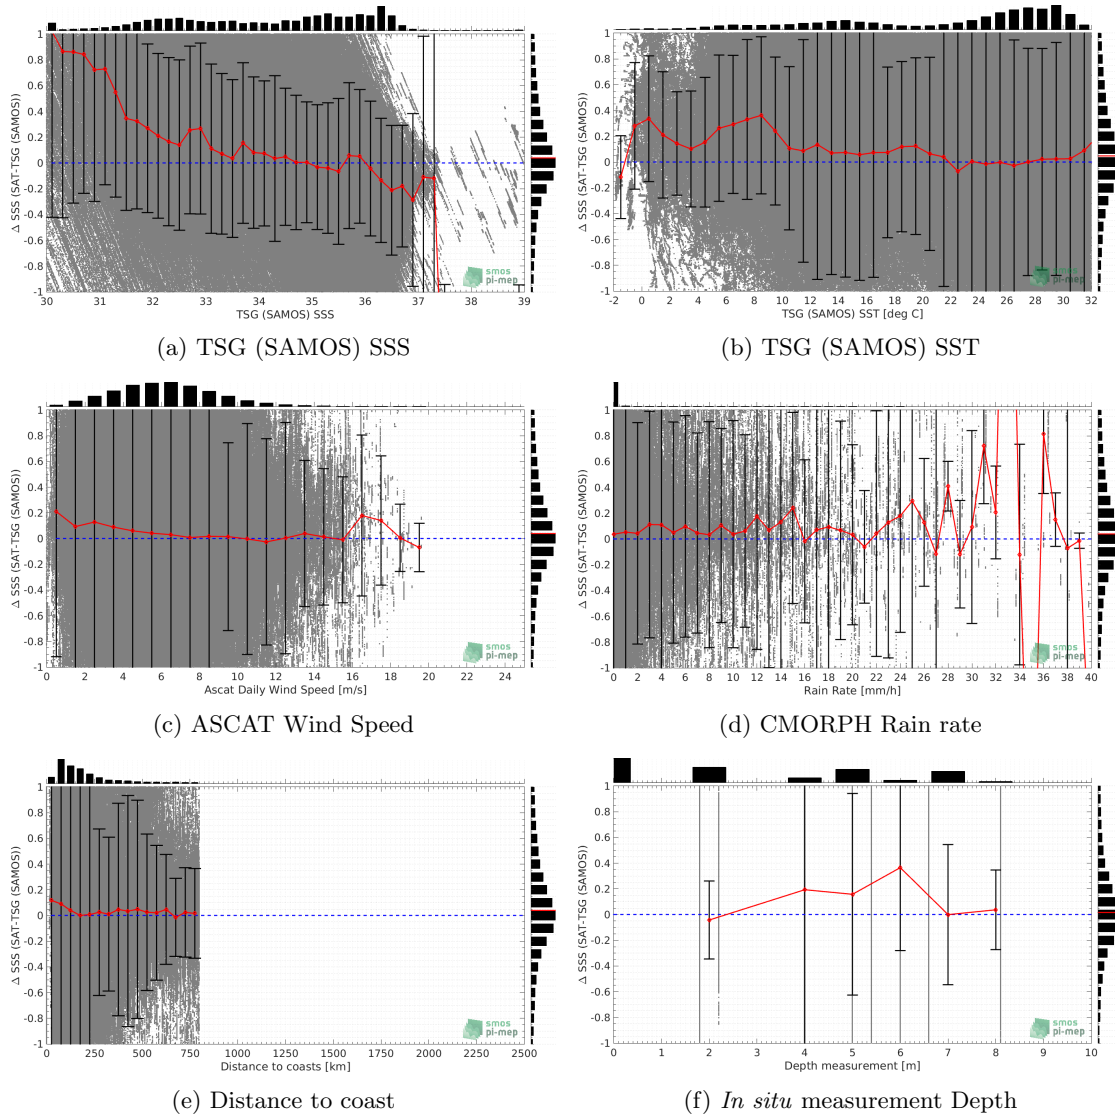 Δ SSS (SAT-TSG (SAMOS))
1
0.8
0.6
0.4
0.2
0
-0.2
-0.4
-0.6
-0.8
-1
30 31 32 33 34 35 36 37 38 39
TSG (SAMOS) SSS
smos
pi-mep
(a) TSG (SAMOS) SSS
Δ SSS (SAT-TSG (SAMOS))
1
0.8
0.6
0.4
0.2
0
-0.2
-0.4
-0.6
-0.8
-1
-2 0 2 4 6 8 10 12 14 16 18 20 22 24 26 28 30 32
TSG (SAMOS) SST [deg C]
smos
pi-mep
(b) TSG (SAMOS) SST
Δ SSS (SAT-TSG (SAMOS))
1
0.8
0.6
0.4
0.2
0
-0.2
-0.4
-0.6
-0.8
-1
0 2 4 6 8 10 12 14 16 18 20 22 24
Ascat Daily Wind Speed [m/s]
smos
pi-mep
(c) ASCAT Wind Speed
Δ SSS (SAT-TSG (SAMOS))
1
0.8
0.6
0.4
0.2
0
-0.2
-0.4
-0.6
-0.8
-1
0 2 4 6 8 10 12 14 16 18 20 22 24 26 28 30 32 34 36 38 40
Rain Rate [mm/h]
smos
pi-mep
(d) CMORPH Rain rate
Δ SSS (SAT-TSG (SAMOS))
1
0.8
0.6
0.4
0.2
0
-0.2
-0.4
-0.6
-0.8
-1
0 250 500 750 1000 1250 1500 1750 2000 2250 2500
Distance to coasts [km]
smos
pi-mep
(e) Distance to coast
Δ SSS (SAT-TSG (SAMOS))
1
0.8
0.6
0.4
0.2
0
-0.2
-0.4
-0.6
-0.8
-1
0 1 2 3 4 5 6 7 8 9 10
Depth measurement [m]
smos
pi-mep
(f) In situ measurement Depth